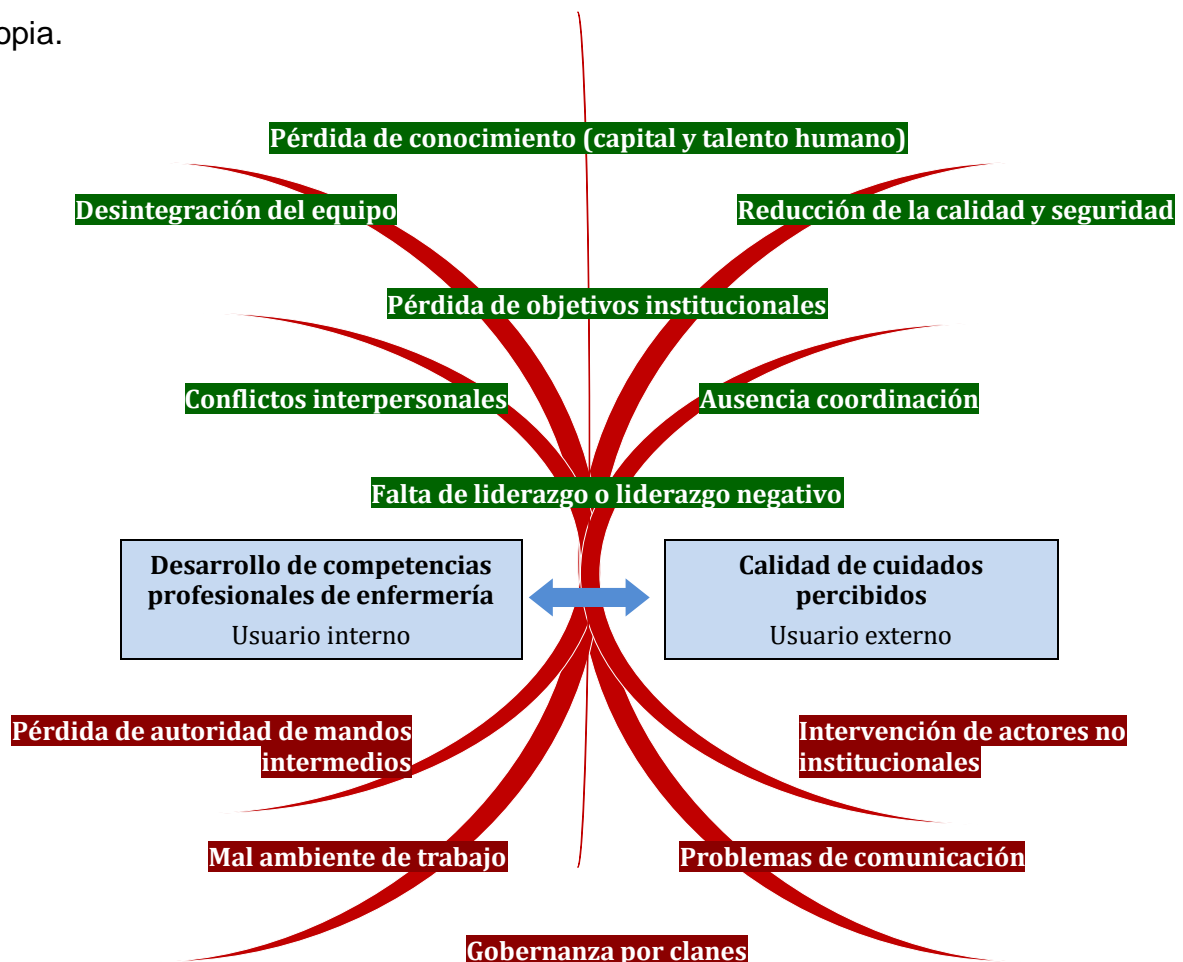 opia.
Pérdida de conocimiento (capital y talento humano)
Desintegración del equipo
Reducción de la calidad y seguridad
Pérdida de objetivos institucionales
Conflictos interpersonales
Ausencia coordinación
Falta de liderazgo o liderazgo negativo
Desarrollo de competencias
profesionales de enfermería
Usuario interno
Calidad de cuidados
percibidos
Usuario externo
Pérdida de autoridad de mandos
intermedios
Intervención de actores no
institucionales
Mal ambiente de trabajo
Problemas de comunicación
Gobernanza por clanes